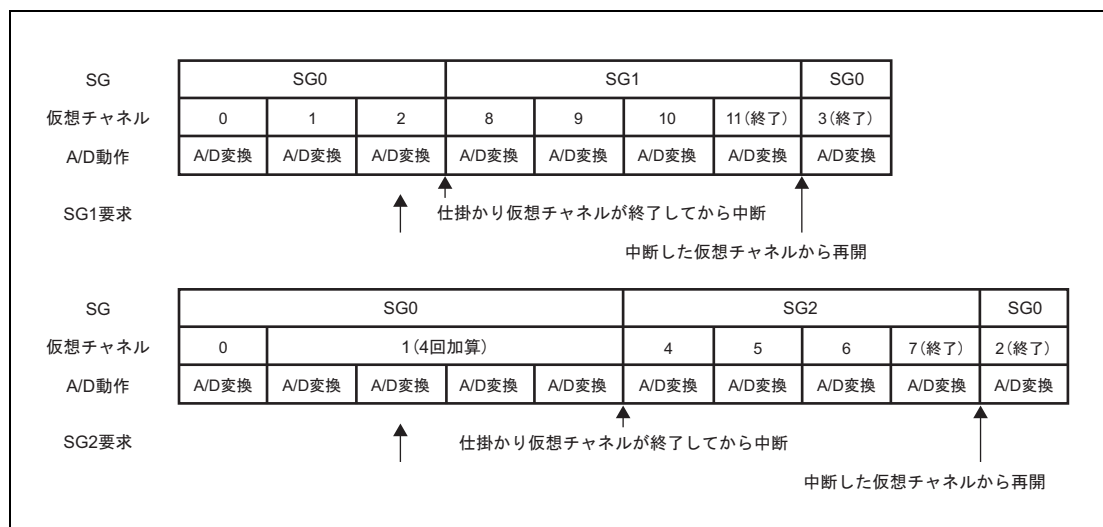 SG SG0 SG1 SG0
仮想チャネル 0 1 2 8 9 10 11(終了) 3(終了)
A/D動作 A/D変換 A/D変換 A/D変換 A/D変換 A/D変換 A/D変換 A/D変換 A/D変換
SG1要求 仕掛かり仮想チャネルが終了してから中断
中断した仮想チャネルから再開
SG SG0 SG2 SG0
仮想チャネル 0 1(4回加算) 4 5 6 7(終了) 2(終了)
A/D動作 A/D変換 A/D変換 A/D変換 A/D変換 A/D変換 A/D変換 A/D変換 A/D変換 A/D変換 A/D変換
SG2要求 仕掛かり仮想チャネルが終了してから中断
中断した仮想チャネルから再開